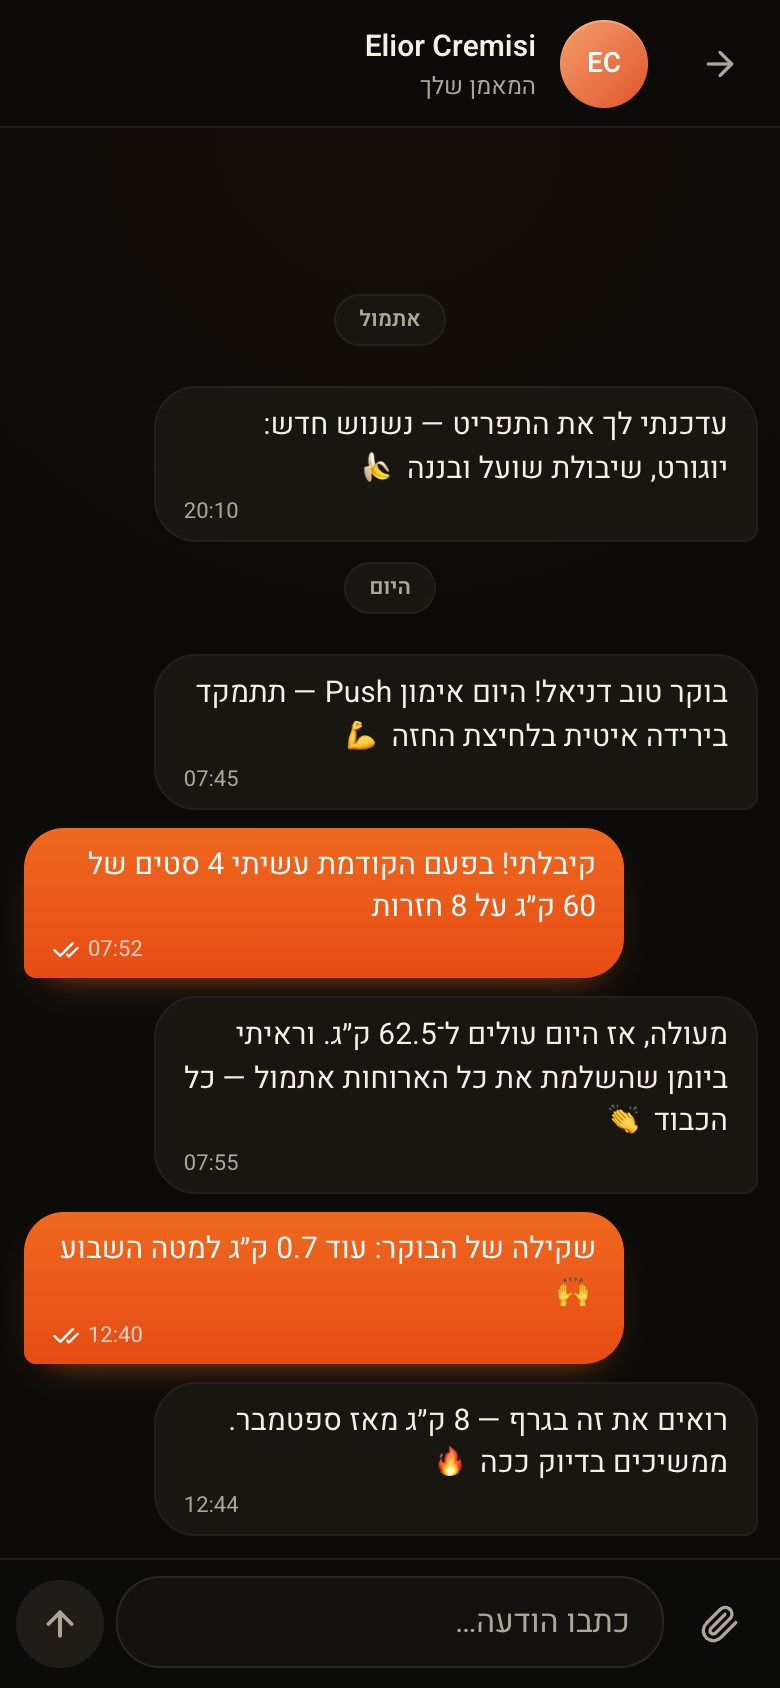 Elior Cremisi
EC
המאמן שלך
אתמול
עדכנתי לך את התפריט — נשנוש חדש:
יוגורט, שיבולת שועל ובננה 🍌
20:10
היום
בוקר טוב דניאל! היום אימון Push — תתמקד
בירידה איטית בלחיצת החזה 💪
07:45
קיבלתי! בפעם הקודמת עשיתי 4 סטים של
60 ק״ג על 8 חזרות
07:52
מעולה, אז היום עולים ל־62.5 ק״ג. וראיתי
ביומן שהשלמת את כל הארוחות אתמול — כל
הכבוד 👏
07:55
שקילה של הבוקר: עוד 0.7 ק״ג למטה השבוע
🙌
12:40
רואים את זה בגרף — 8 ק״ג מאז ספטמבר.
ממשיכים בדיוק ככה 🔥
12:44
כתבו הודעה...